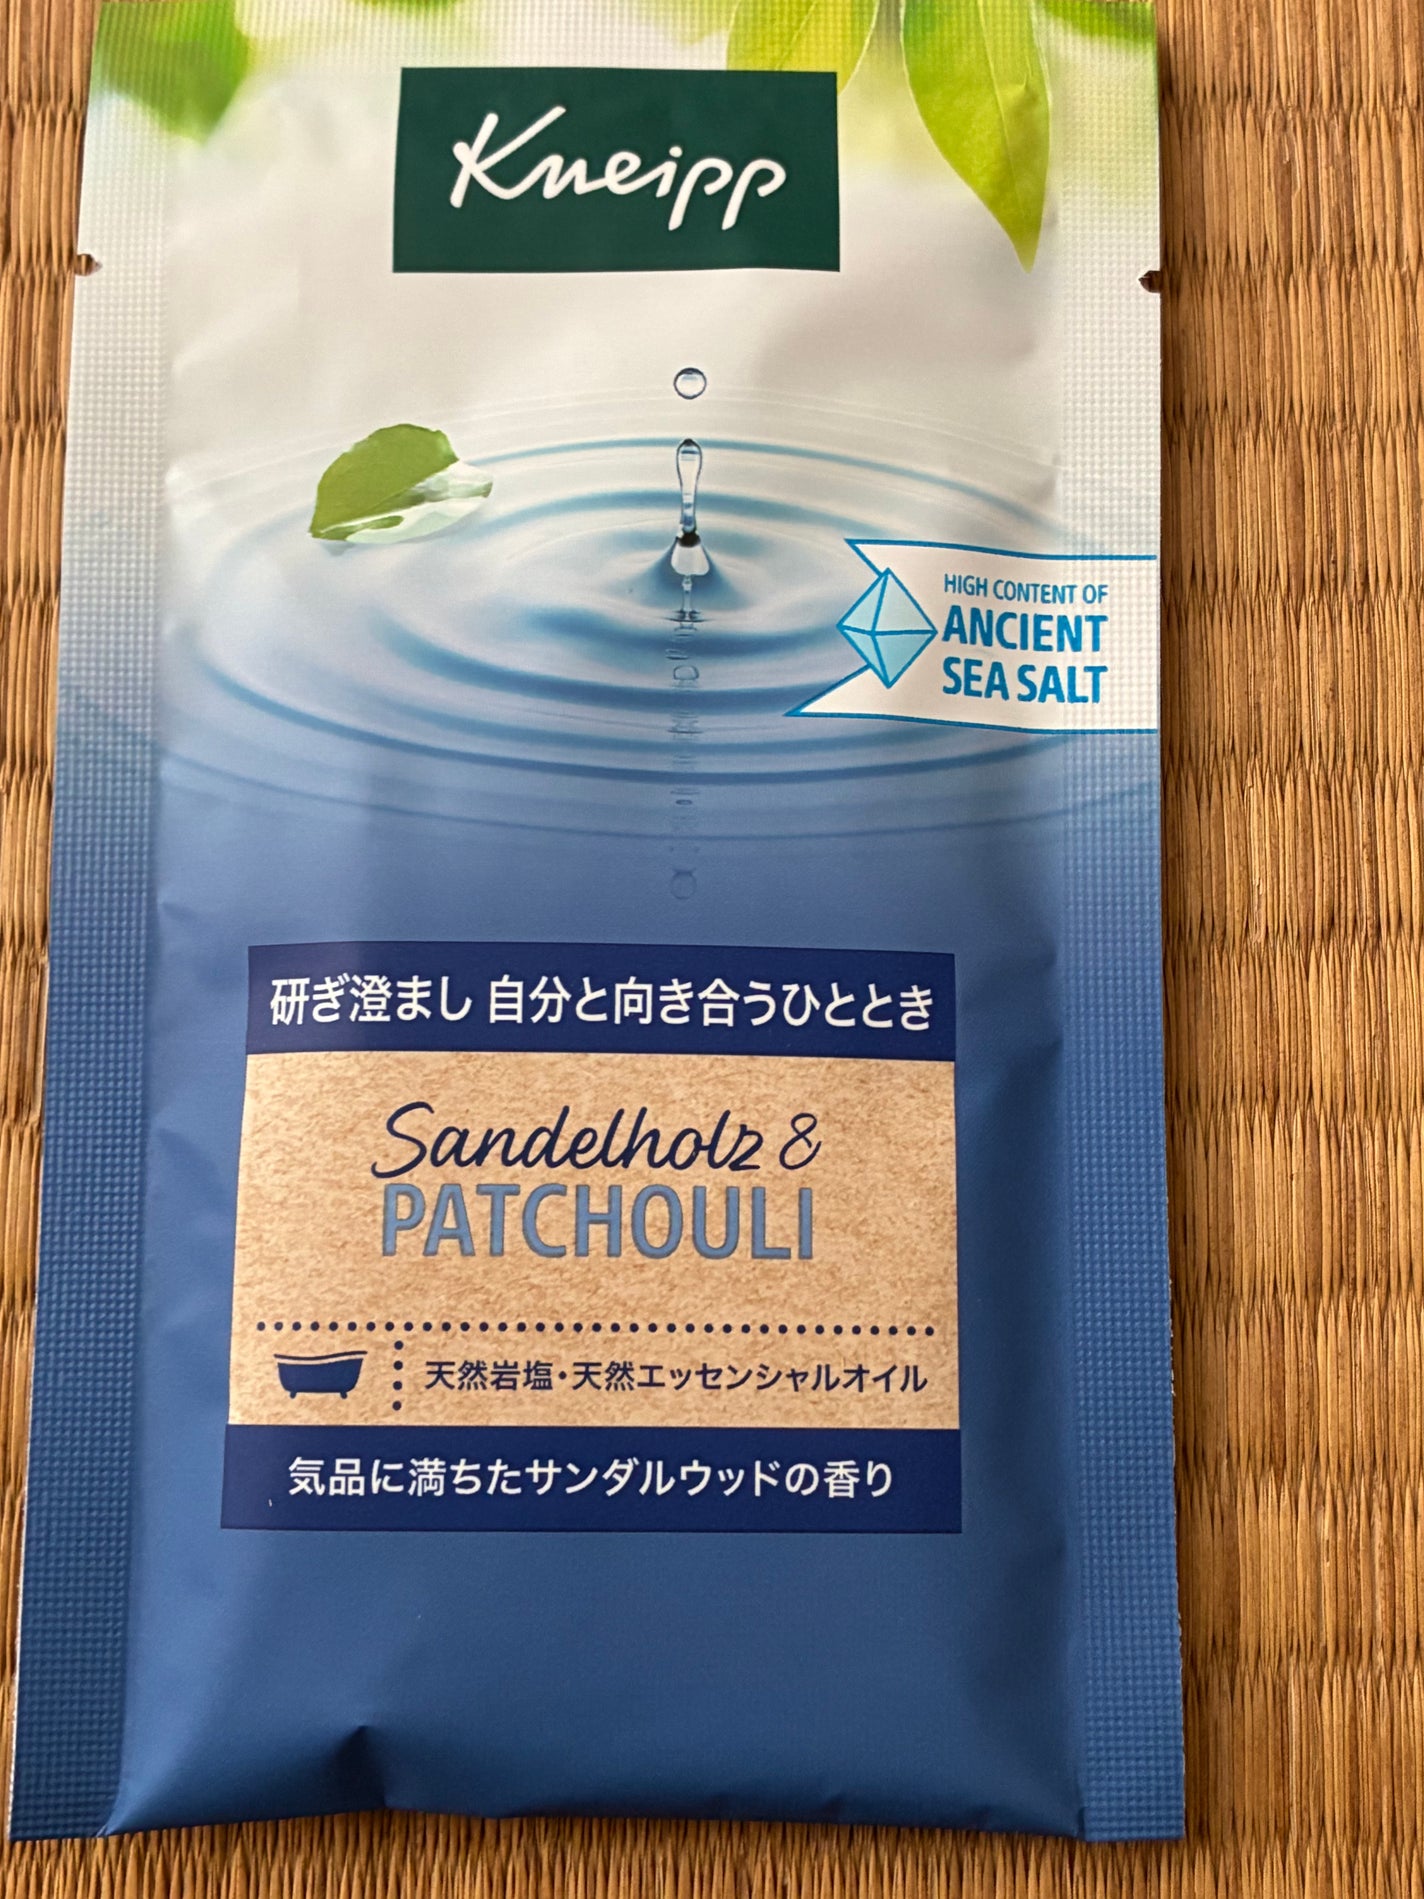 Kneipp
HIGH CONTENT OF
ANCIENT
SEA SALT
研ぎ澄まし 自分と向き合うひととき
Sandelholz &
PATCHOULI
天然岩塩・天然エッセンシャルオイル
気品に満ちたサンダルウッドの香り